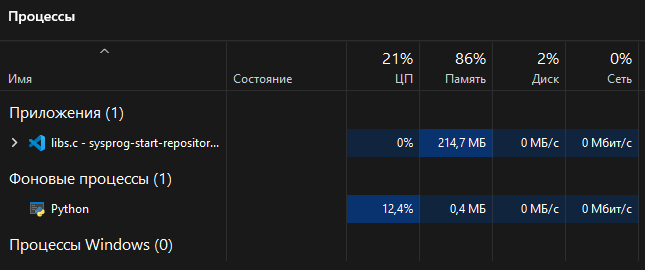 Процессы
21% 86% 2% 0%
Имя Состояние ЦП Память Диск Сеть
Приложения (1)
libs.c - sysprog-start-repositor... 0% 214,7 МБ 0 МБ/с 0 Мбит/с
Фоновые процессы (1)
Python 12,4% 0,4 МБ 0 МБ/с 0 Мбит/с
Процессы Windows (0)